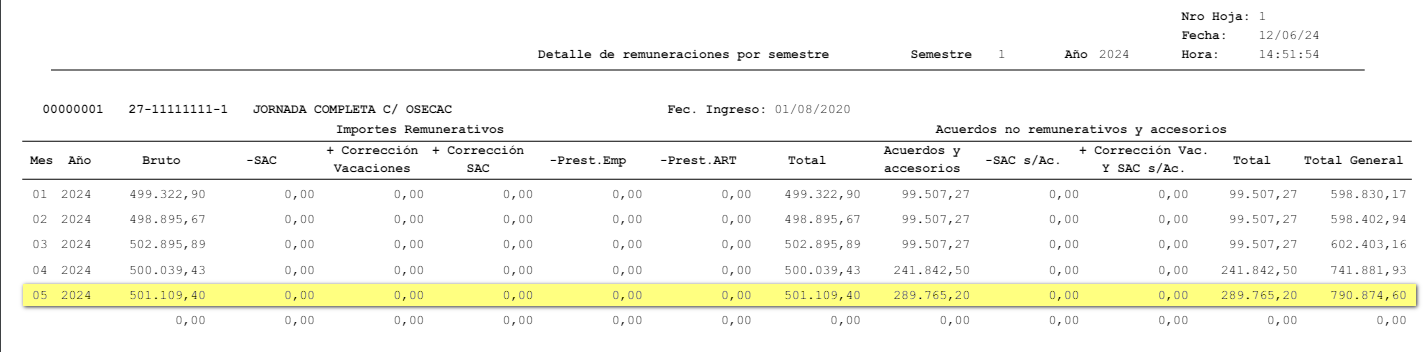 Nro Hoja: 1
Fecha: 12/06/24
Detalle de remuneraciones por semestre Semestre 1 Año 2024 Hora: 14:51:54
00000001 27-11111111-1 JORNADA COMPLETA C/ OSECAC Fec. Ingreso: 01/08/2020
Importes Remunerativos Acuerdos no remunerativos y accesorios
Mes Año Bruto -SAC + Corrección Vacaciones + Corrección SAC -Prest.Emp -Prest.ART Total Acuerdos y accesorios -SAC s/Ac. + Corrección Vac. Y SAC s/Ac. Total Total General
01 2024 499.322,90 0,00 0,00 0,00 0,00 0,00 499.322,90 99.507,27 0,00 0,00 99.507,27 598.830,17
02 2024 498.895,67 0,00 0,00 0,00 0,00 0,00 498.895,67 99.507,27 0,00 0,00 99.507,27 598.402,94
03 2024 502.895,89 0,00 0,00 0,00 0,00 0,00 502.895,89 99.507,27 0,00 0,00 99.507,27 602.403,16
04 2024 500.039,43 0,00 0,00 0,00 0,00 0,00 500.039,43 241.842,50 0,00 0,00 241.842,50 741.881,93
05 2024 501.109,40 0,00 0,00 0,00 0,00 0,00 501.109,40 289.765,20 0,00 0,00 289.765,20 790.874,60
0,00 0,00 0,00 0,00 0,00 0,00 0,00 0,00 0,00 0,00 0,00 0,00